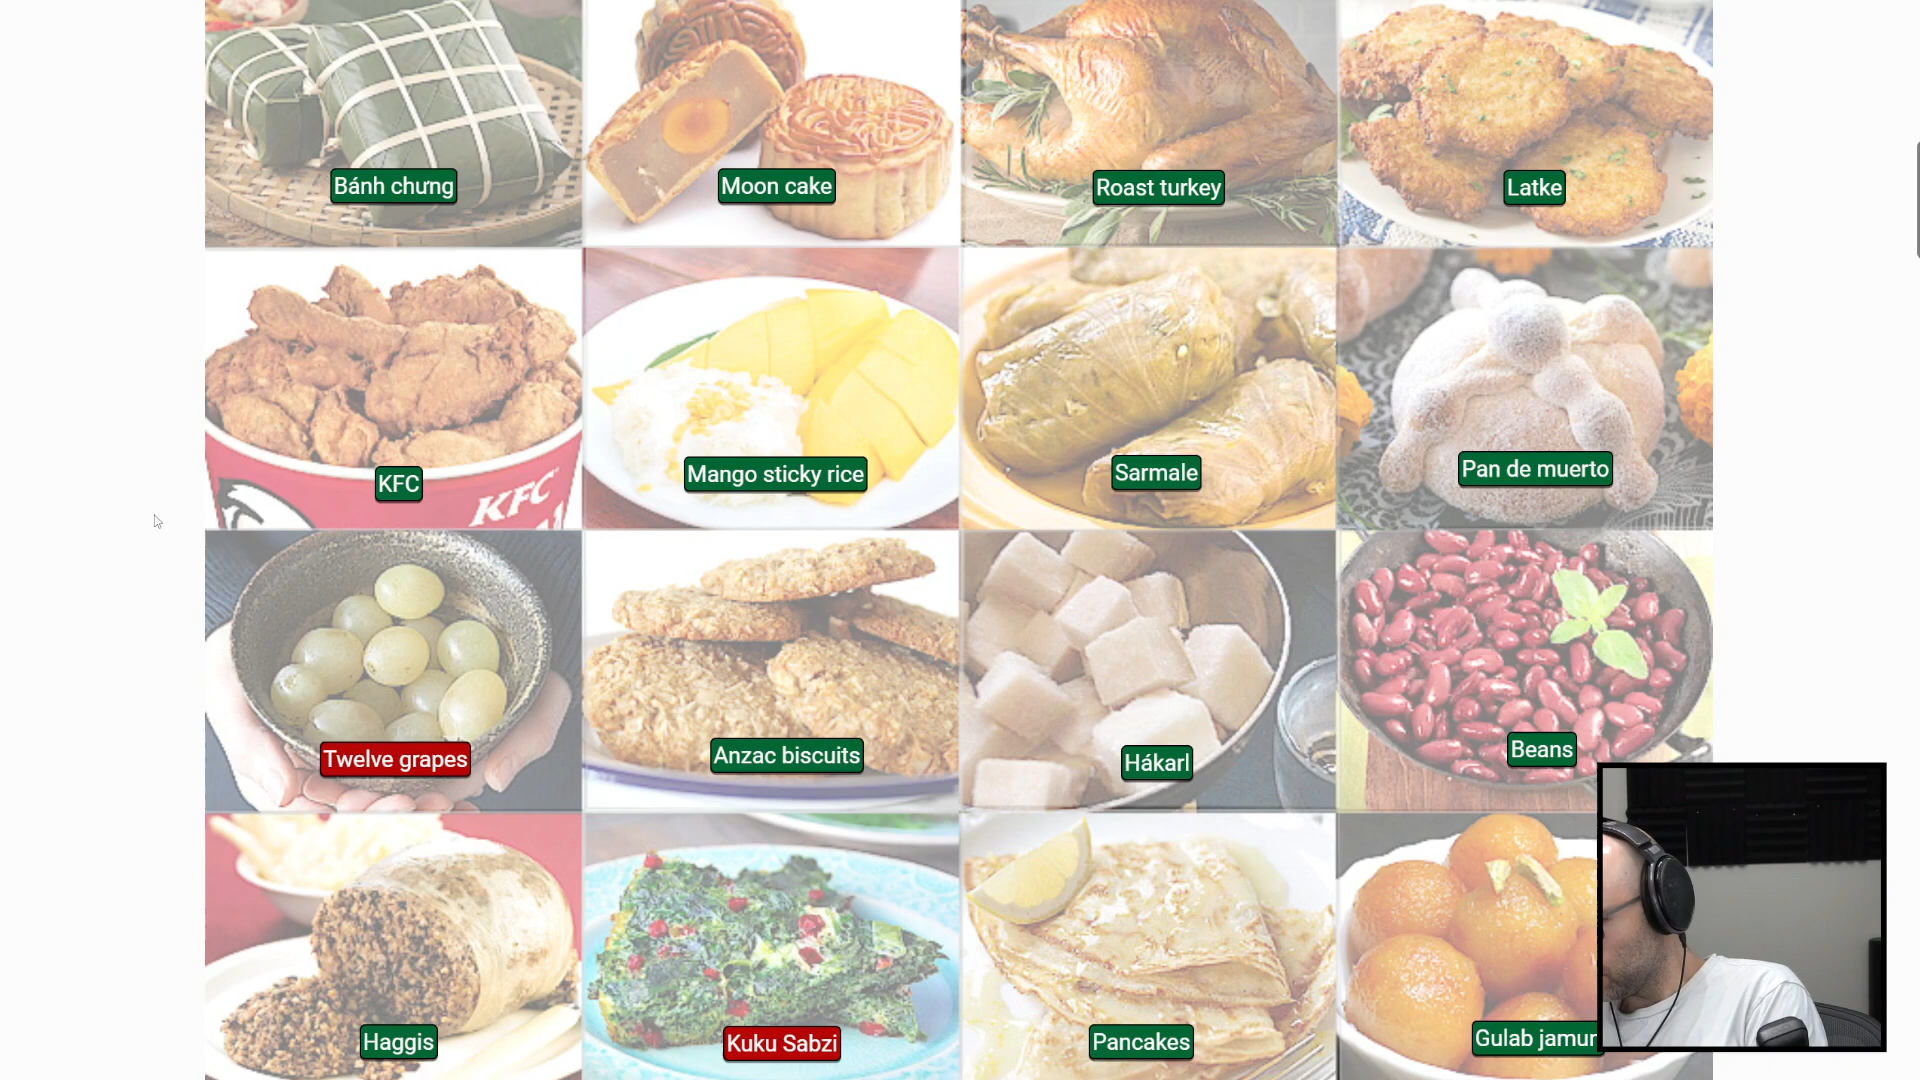 Bánh chưng
Moon cake
Roast turkey
Latke
KFC
KFC
Mango sticky rice
Sarmale
Pan de muerto
Twelve grapes
Anzac biscuits
Hákarl
Beans
Haggis
Kuku Sabzi
Pancakes
Gulab jamun